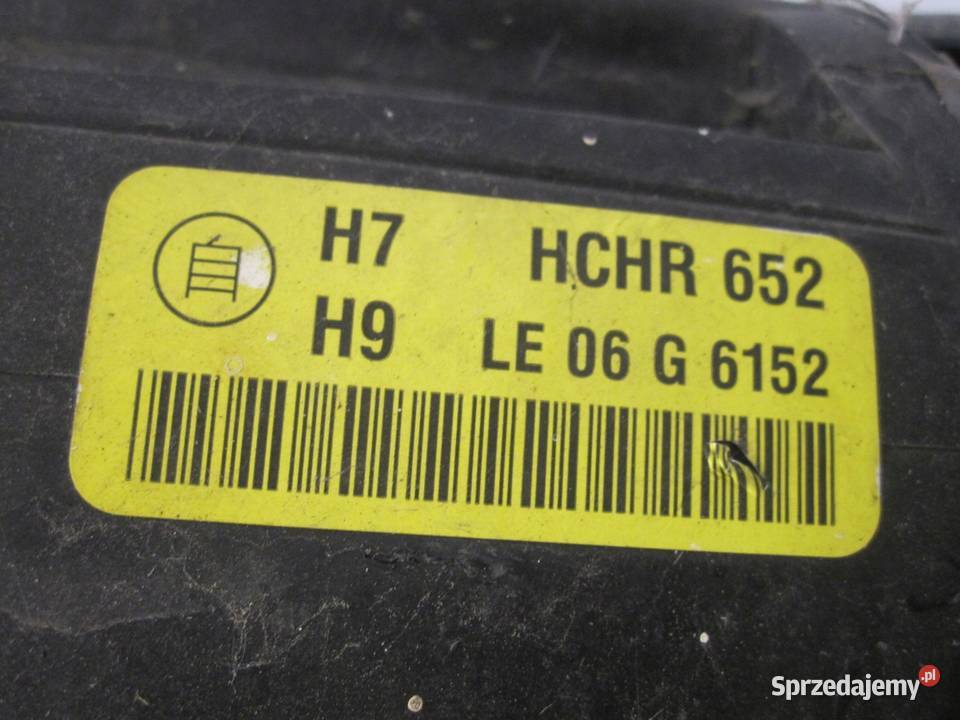 H7 HCHR 652
H9 LE 06 G 6152
Sprzedajemy.pl